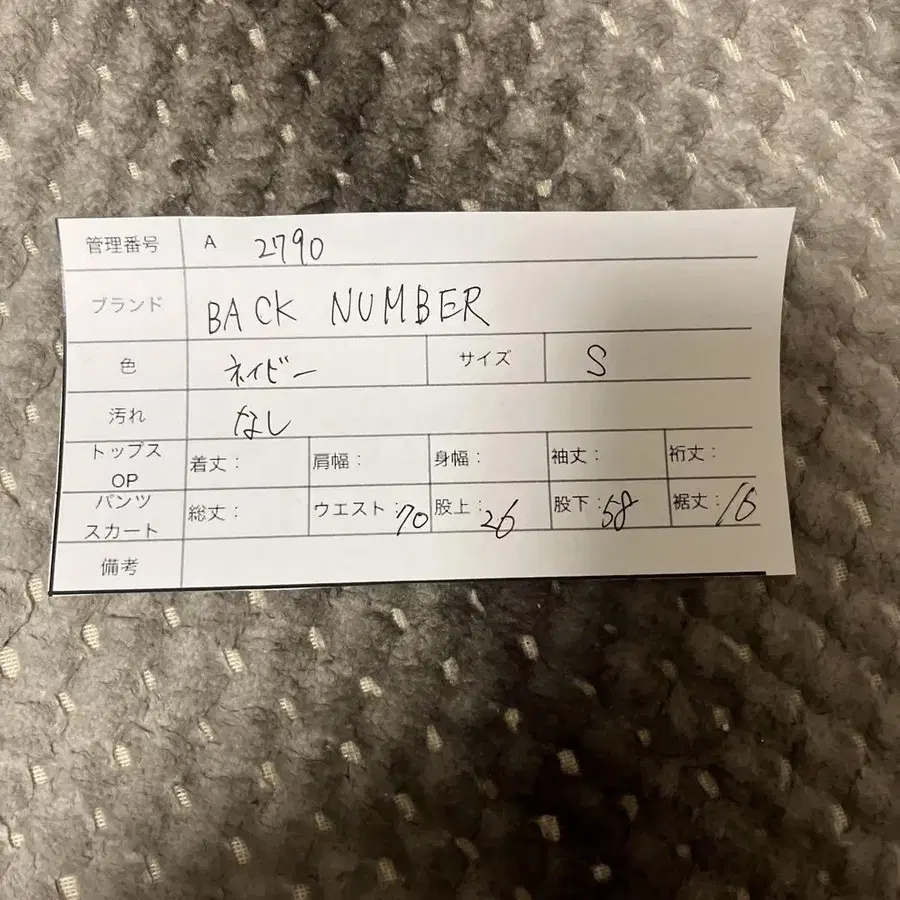 管理番号 A 2790
ブランド BACK NUMBER
色 ネイビー サイズ S
汚れ なし
トップス OP 着丈： 肩幅： 身幅： 袖丈： 裄丈：
パンツ スカート 総丈： ウエスト：70 股上：26 股下：58 裾丈：16
備考